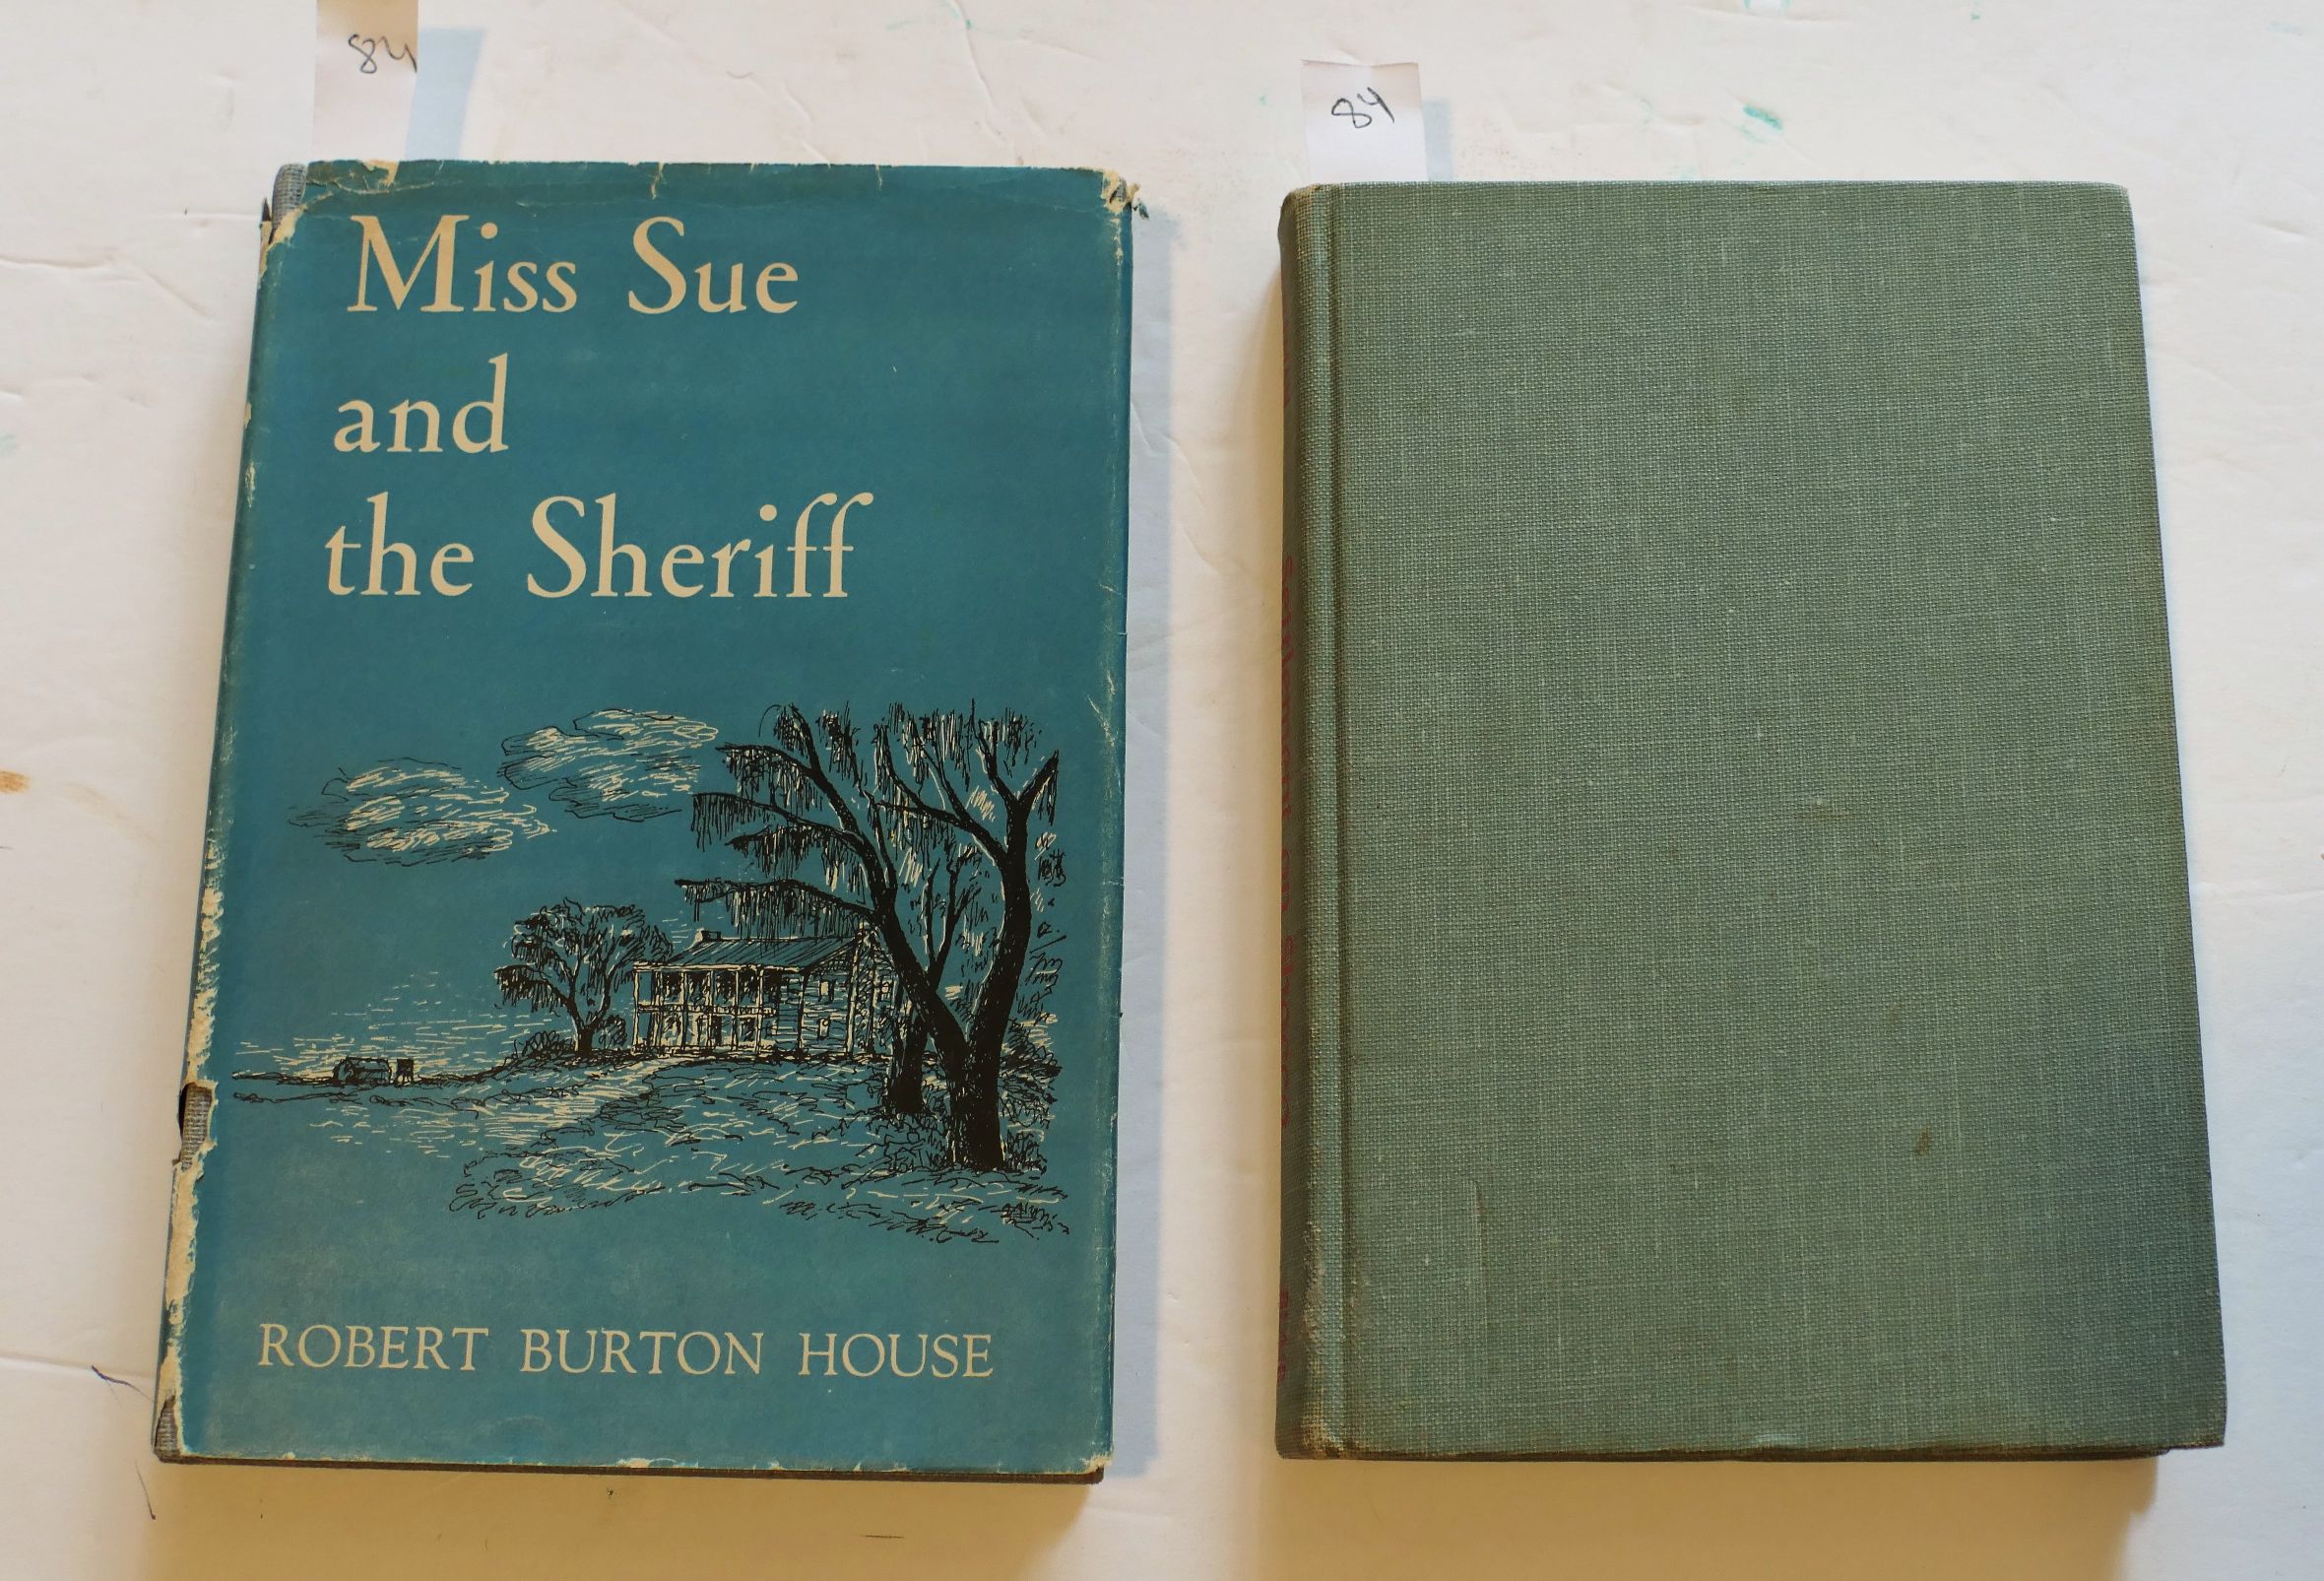 84
Miss Sue
and
the Sheriff
ROBERT BURTON HOUSE
84